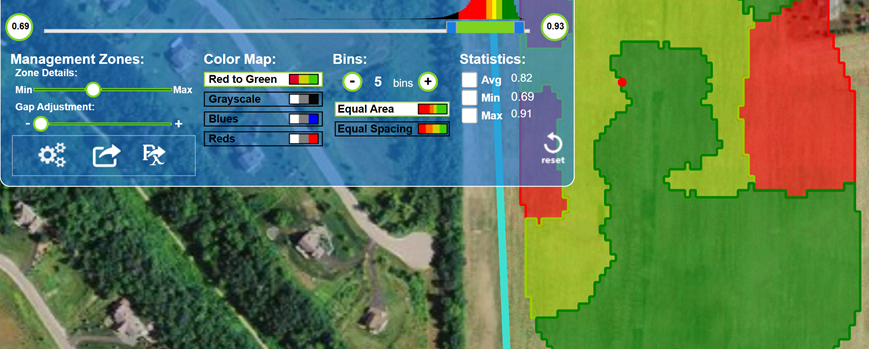 0.69
0.93
Management Zones:
Zone Details:
Min
Max
Gap Adjustment:
-
+
Color Map:
Red to Green
Grayscale
Blues
Reds
Bins:
- 5 bins +
Equal Area
Equal Spacing
Statistics:
Avg 0.82
Min 0.69
Max 0.91
reset